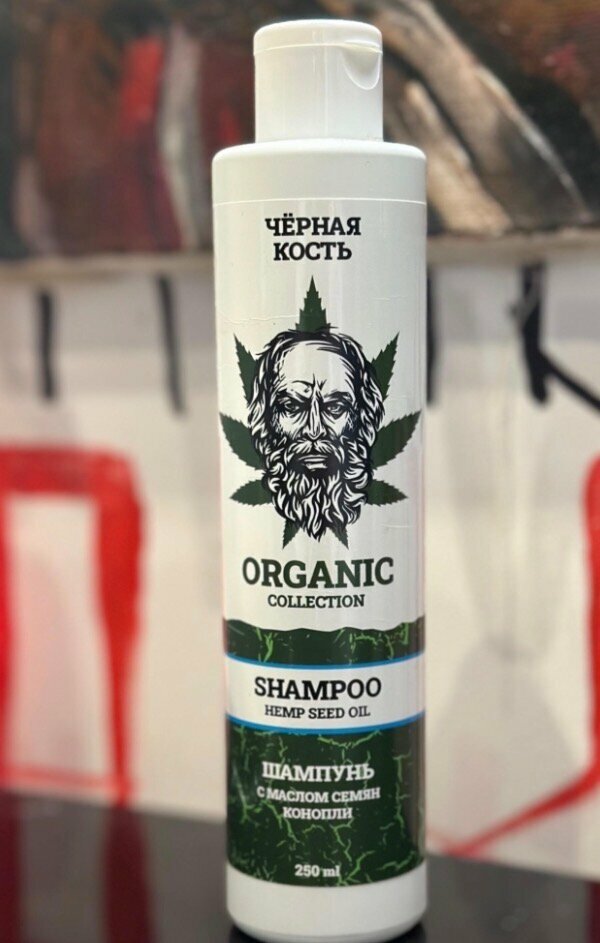 ЧЁРНАЯ
КОСТЬ
ORGANIC
COLLECTION
SHAMPOO
HEMP SEED OIL
ШАМПУНЬ
С МАСЛОМ СЕМЯН
КОНОПЛИ
250 ml